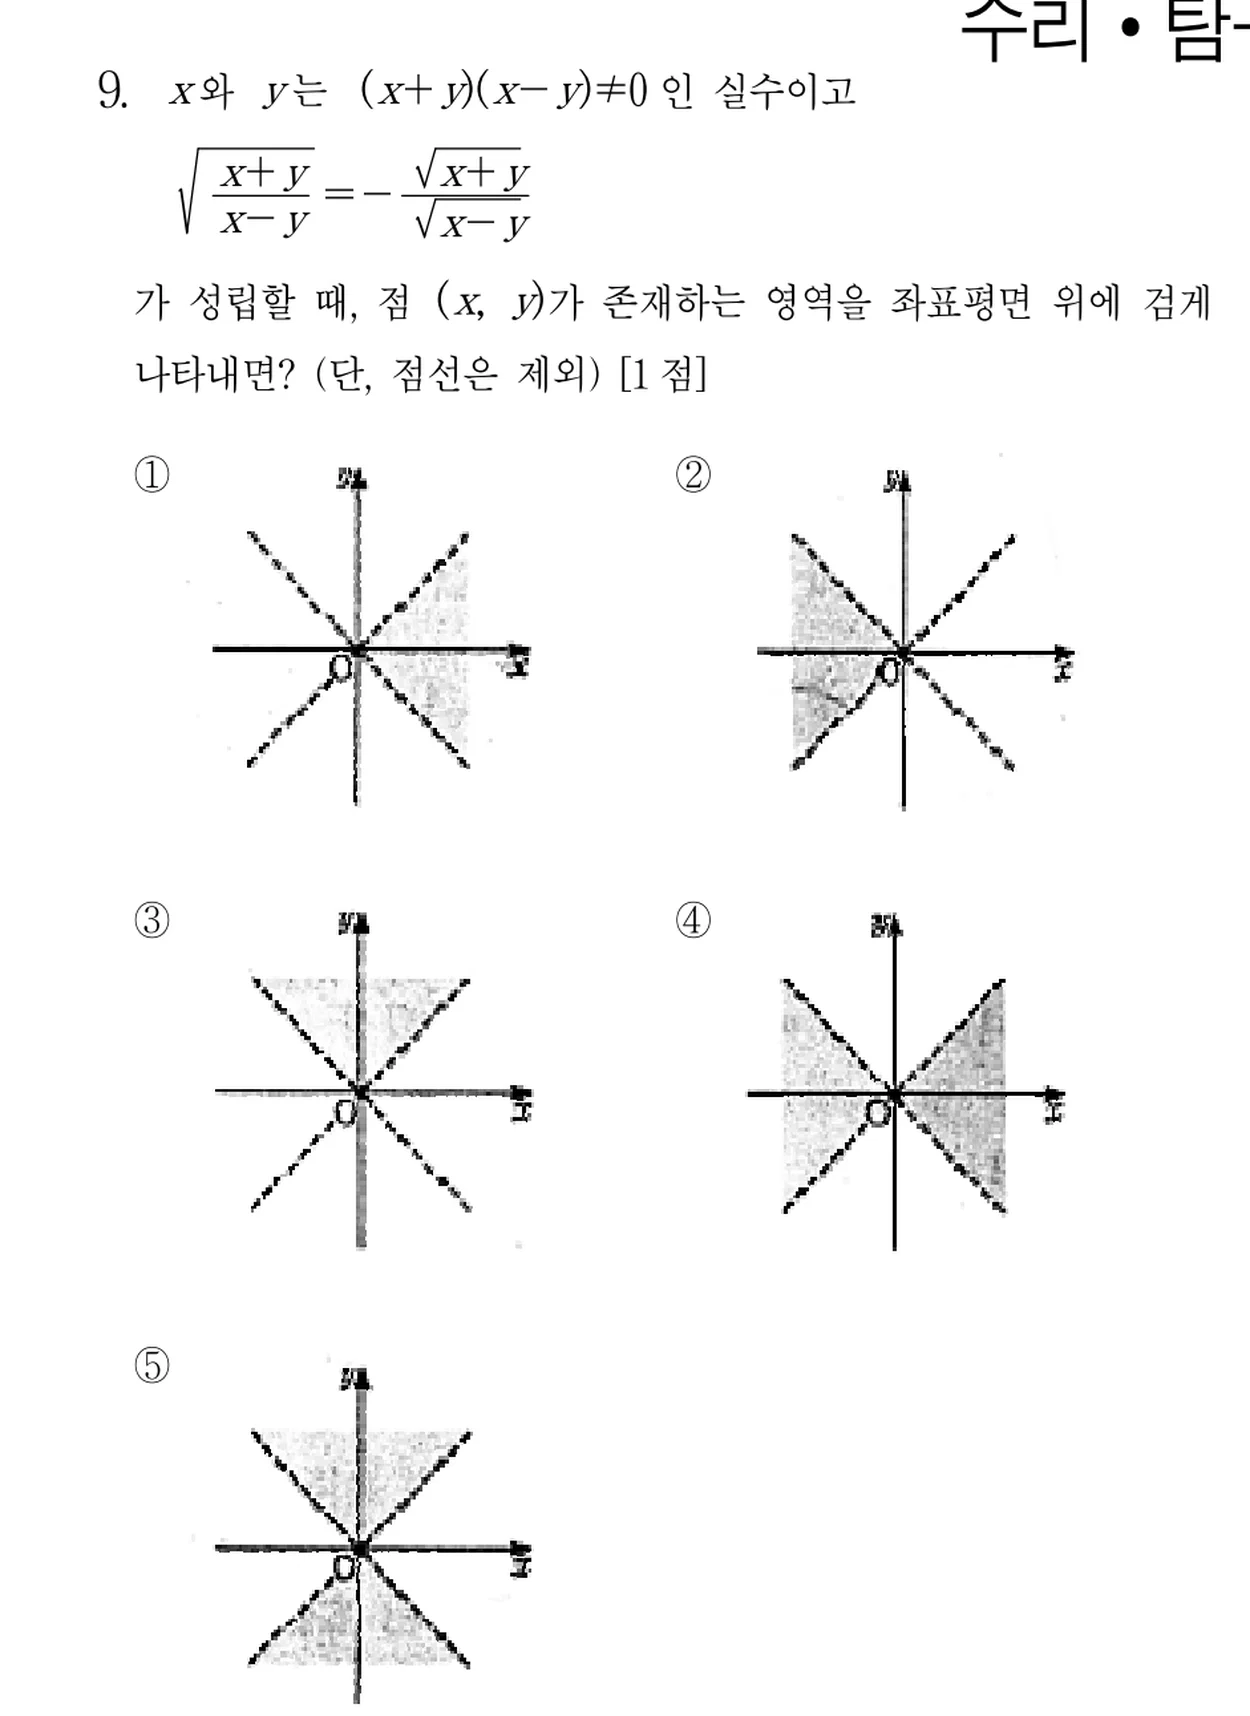 수리・탐
9. x와 y는 (x+y)(x−y)≠0 인 실수이고
√((x+y)/(x−y)) = − √(x+y)/√(x−y)
가 성립할 때, 점 (x, y)가 존재하는 영역을 좌표평면 위에 검게
나타내면? (단, 점선은 제외) [1 점]
① ②
y y
O x O x
③ ④
y y
O x O x
⑤
y
O x